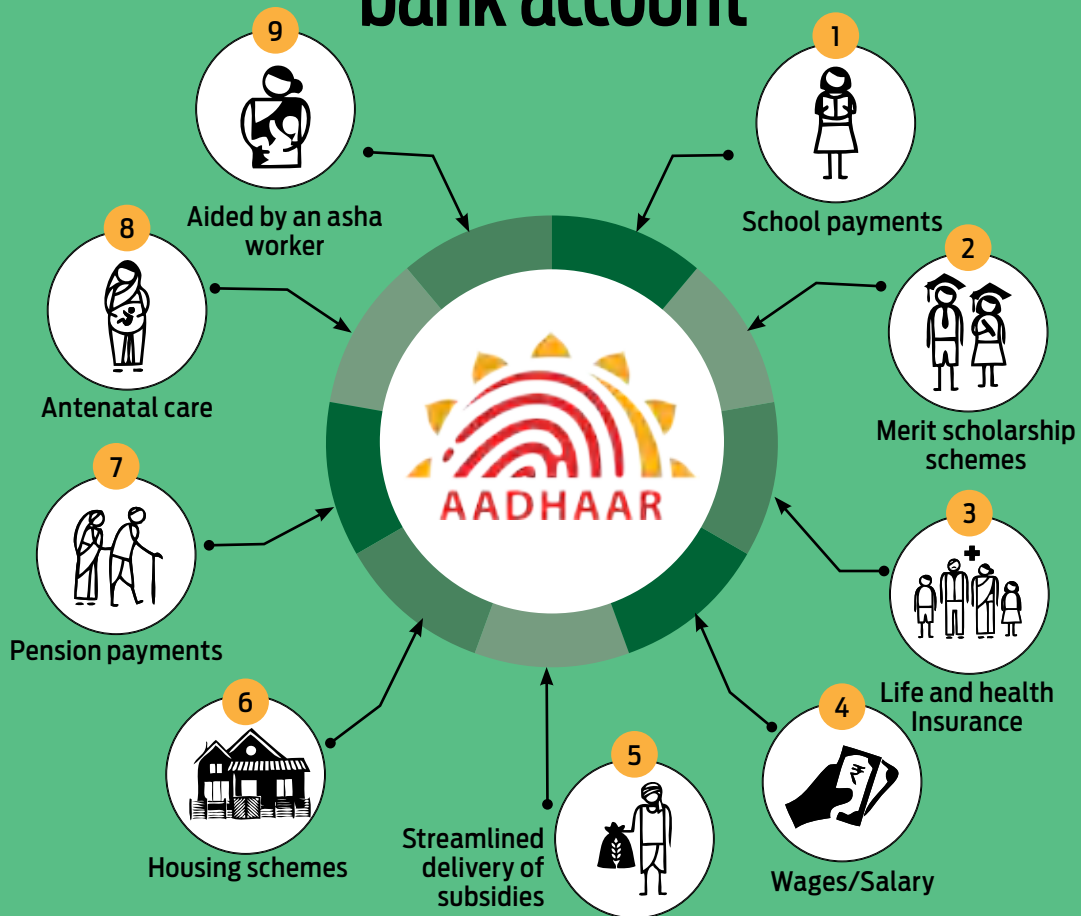 bank account
1
School payments
2
Merit scholarship
schemes
3
Life and health
Insurance
4
₹
Wages/Salary
5
Streamlined
delivery of
subsidies
6
Housing schemes
7
Pension payments
8
Antenatal care
9
Aided by an asha
worker
AADHAAR